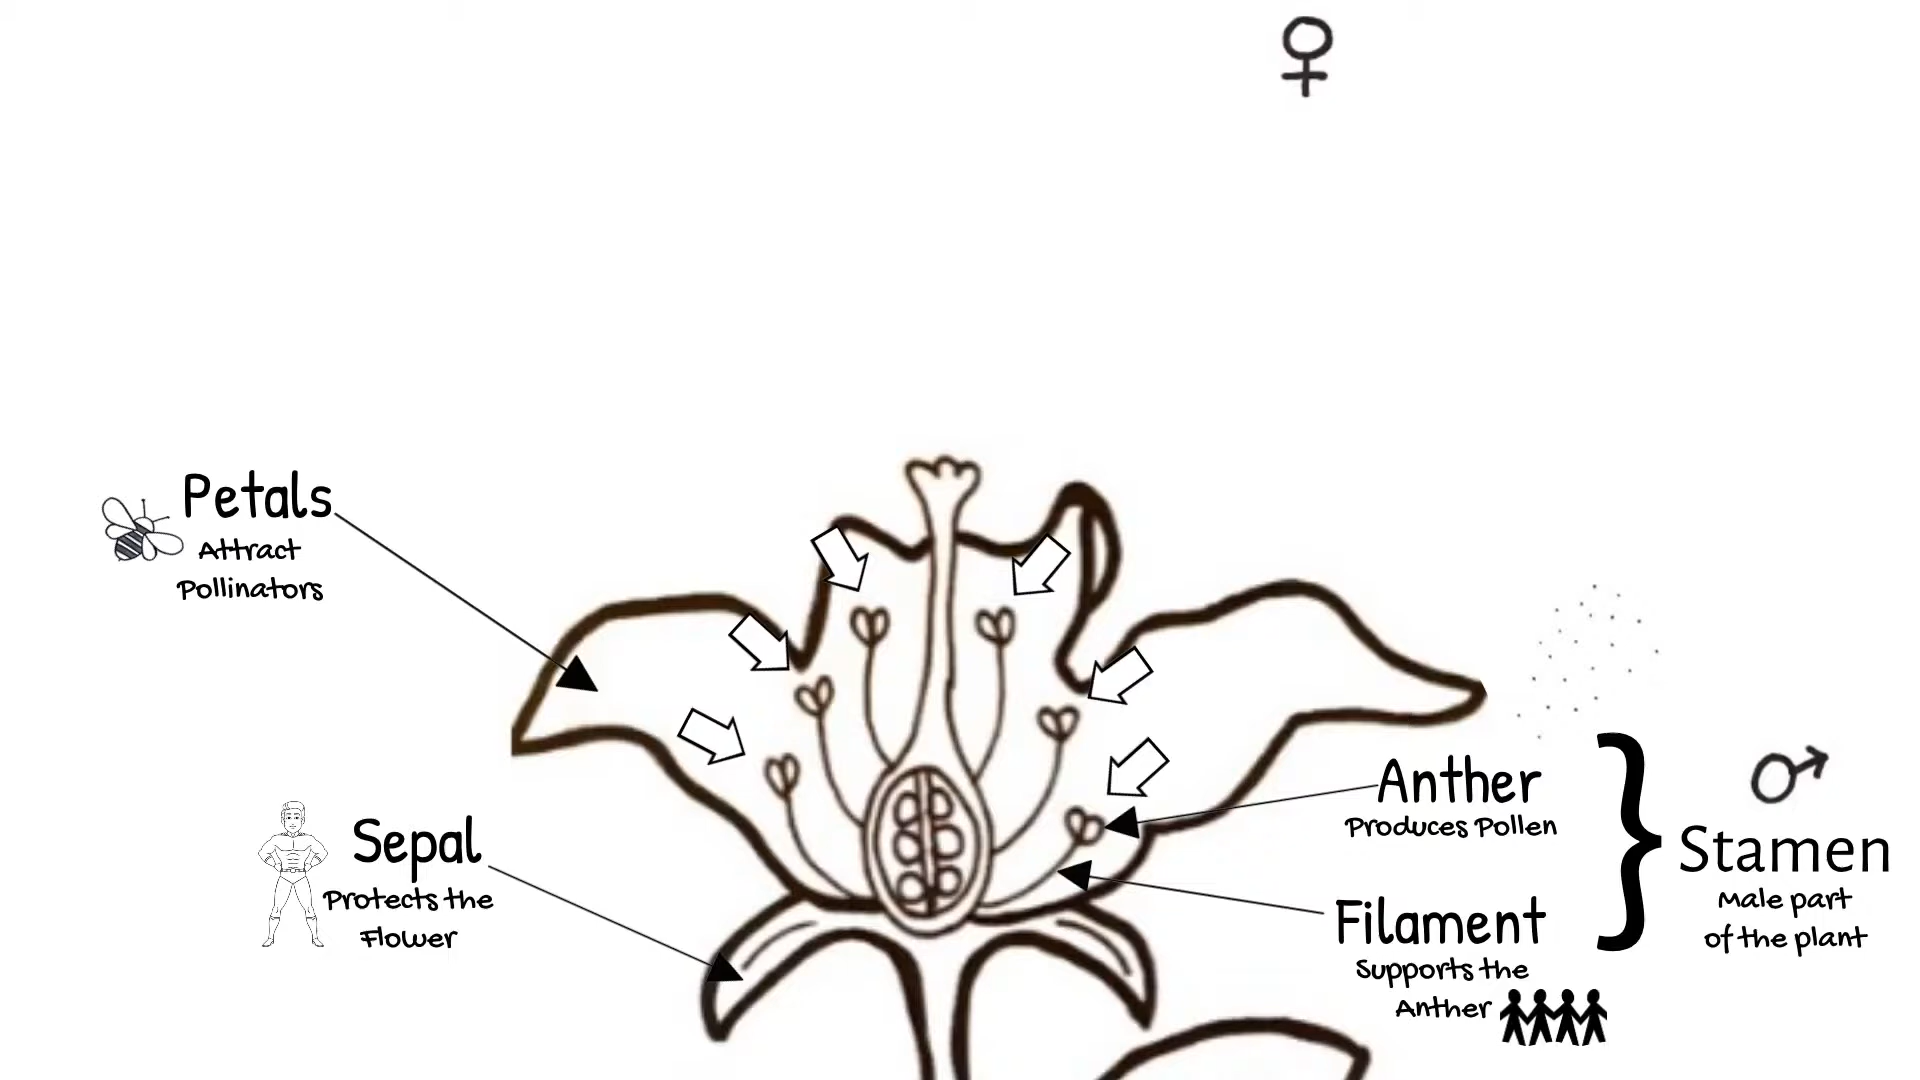 Petals
Attract
Pollinators
Sepal
Protects the
Flower
Anther
Produces Pollen
Filament
Supports the
Anther
Stamen
Male part
of the plant